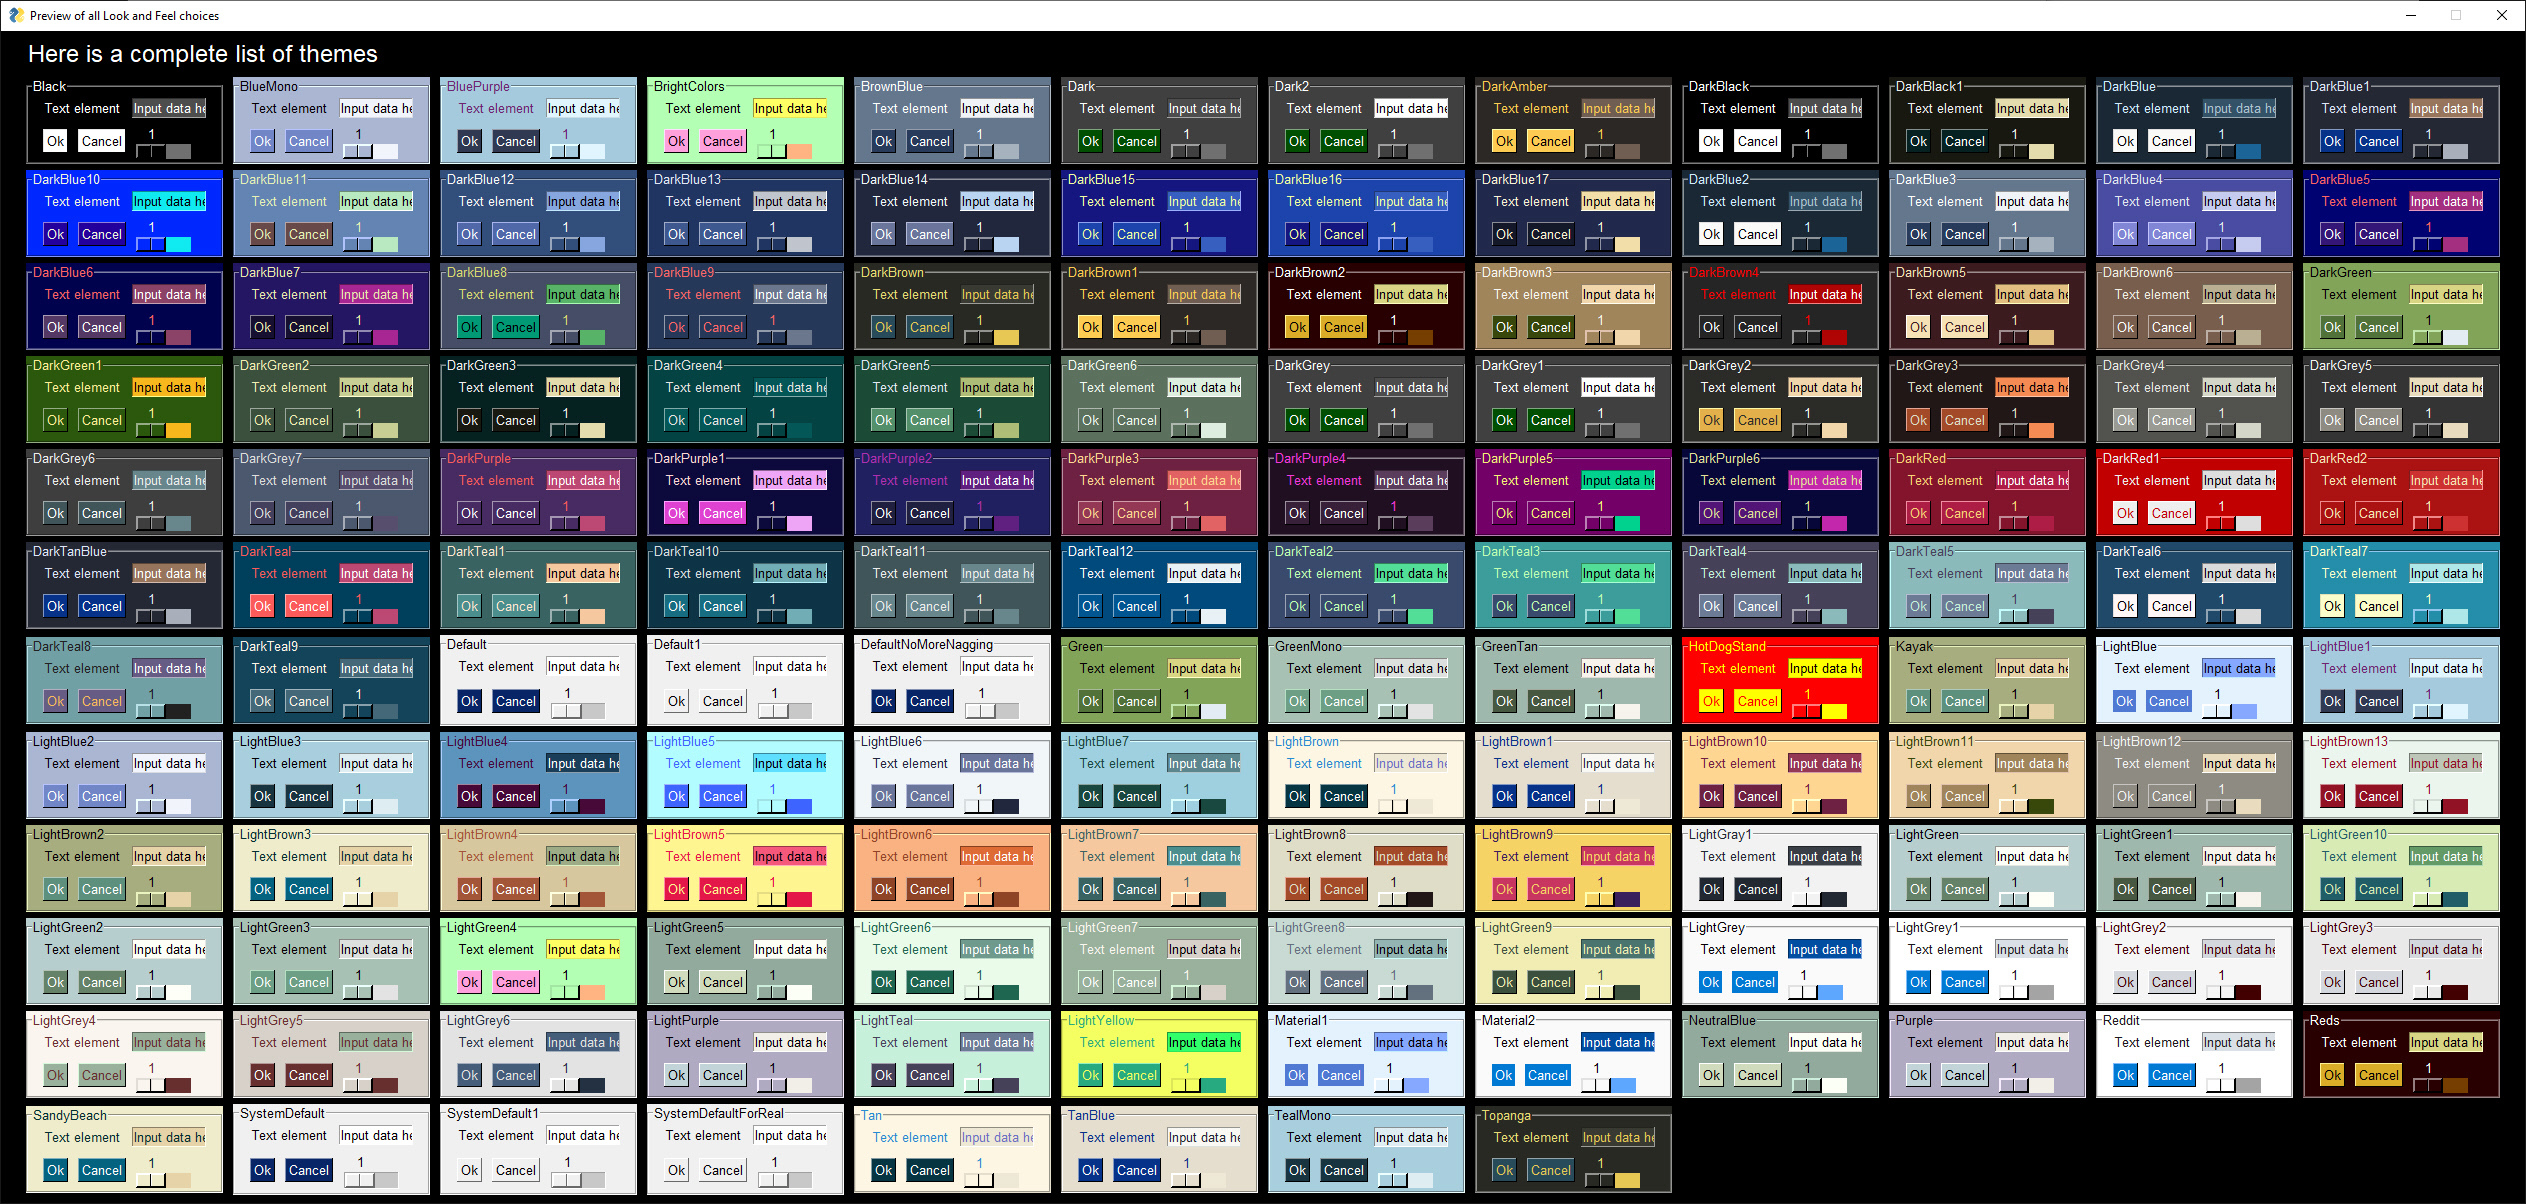 Preview of all Look and Feel choices
Here is a complete list of themes
Black BlueMono BluePurple BrightColors BrownBlue Dark Dark2 DarkAmber DarkBlack DarkBlack1 DarkBlue DarkBlue1
Text element Input data he Text element Input data he Text element Input data he Text element Input data he Text element Input data he Text element Input data he Text element Input data he Text element Input data he Text element Input data he Text element Input data he Text element Input data he Text element Input data he
Ok Cancel 1 Ok Cancel 1 Ok Cancel 1 Ok Cancel 1 Ok Cancel 1 Ok Cancel 1 Ok Cancel 1 Ok Cancel 1 Ok Cancel 1 Ok Cancel 1 Ok Cancel 1 Ok Cancel 1
DarkBlue10 DarkBlue11 DarkBlue12 DarkBlue13 DarkBlue14 DarkBlue15 DarkBlue16 DarkBlue17 DarkBlue2 DarkBlue3 DarkBlue4 DarkBlue5
Text element Input data he Text element Input data he Text element Input data he Text element Input data he Text element Input data he Text element Input data he Text element Input data he Text element Input data he Text element Input data he Text element Input data he Text element Input data he Text element Input data he
Ok Cancel 1 Ok Cancel 1 Ok Cancel 1 Ok Cancel 1 Ok Cancel 1 Ok Cancel 1 Ok Cancel 1 Ok Cancel 1 Ok Cancel 1 Ok Cancel 1 Ok Cancel 1 Ok Cancel 1
DarkBlue6 DarkBlue7 DarkBlue8 DarkBlue9 DarkBrown DarkBrown1 DarkBrown2 DarkBrown3 DarkBrown4 DarkBrown5 DarkBrown6 DarkGreen
Text element Input data he Text element Input data he Text element Input data he Text element Input data he Text element Input data he Text element Input data he Text element Input data he Text element Input data he Text element Input data he Text element Input data he Text element Input data he Text element Input data he
Ok Cancel 1 Ok Cancel 1 Ok Cancel 1 Ok Cancel 1 Ok Cancel 1 Ok Cancel 1 Ok Cancel 1 Ok Cancel 1 Ok Cancel 1 Ok Cancel 1 Ok Cancel 1 Ok Cancel 1
DarkGreen1 DarkGreen2 DarkGreen3 DarkGreen4 DarkGreen5 DarkGreen6 DarkGrey DarkGrey1 DarkGrey2 DarkGrey3 DarkGrey4 DarkGrey5
Text element Input data he Text element Input data he Text element Input data he Text element Input data he Text element Input data he Text element Input data he Text element Input data he Text element Input data he Text element Input data he Text element Input data he Text element Input data he Text element Input data he
Ok Cancel 1 Ok Cancel 1 Ok Cancel 1 Ok Cancel 1 Ok Cancel 1 Ok Cancel 1 Ok Cancel 1 Ok Cancel 1 Ok Cancel 1 Ok Cancel 1 Ok Cancel 1 Ok Cancel 1
DarkGrey6 DarkGrey7 DarkPurple DarkPurple1 DarkPurple2 DarkPurple3 DarkPurple4 DarkPurple5 DarkPurple6 DarkRed DarkRed1 DarkRed2
Text element Input data he Text element Input data he Text element Input data he Text element Input data he Text element Input data he Text element Input data he Text element Input data he Text element Input data he Text element Input data he Text element Input data he Text element Input data he Text element Input data he
Ok Cancel 1 Ok Cancel 1 Ok Cancel 1 Ok Cancel 1 Ok Cancel 1 Ok Cancel 1 Ok Cancel 1 Ok Cancel 1 Ok Cancel 1 Ok Cancel 1 Ok Cancel 1 Ok Cancel 1
DarkTanBlue DarkTeal DarkTeal1 DarkTeal10 DarkTeal11 DarkTeal12 DarkTeal2 DarkTeal3 DarkTeal4 DarkTeal5 DarkTeal6 DarkTeal7
Text element Input data he Text element Input data he Text element Input data he Text element Input data he Text element Input data he Text element Input data he Text element Input data he Text element Input data he Text element Input data he Text element Input data he Text element Input data he Text element Input data he
Ok Cancel 1 Ok Cancel 1 Ok Cancel 1 Ok Cancel 1 Ok Cancel 1 Ok Cancel 1 Ok Cancel 1 Ok Cancel 1 Ok Cancel 1 Ok Cancel 1 Ok Cancel 1 Ok Cancel 1
DarkTeal8 DarkTeal9 Default Default1 DefaultNoMoreNagging Green GreenMono GreenTan HotDogStand Kayak LightBlue LightBlue1
Text element Input data he Text element Input data he Text element Input data he Text element Input data he Text element Input data he Text element Input data he Text element Input data he Text element Input data he Text element Input data he Text element Input data he Text element Input data he Text element Input data he
Ok Cancel 1 Ok Cancel 1 Ok Cancel 1 Ok Cancel 1 Ok Cancel 1 Ok Cancel 1 Ok Cancel 1 Ok Cancel 1 Ok Cancel 1 Ok Cancel 1 Ok Cancel 1 Ok Cancel 1
LightBlue2 LightBlue3 LightBlue4 LightBlue5 LightBlue6 LightBlue7 LightBrown LightBrown1 LightBrown10 LightBrown11 LightBrown12 LightBrown13
Text element Input data he Text element Input data he Text element Input data he Text element Input data he Text element Input data he Text element Input data he Text element Input data he Text element Input data he Text element Input data he Text element Input data he Text element Input data he Text element Input data he
Ok Cancel 1 Ok Cancel 1 Ok Cancel 1 Ok Cancel 1 Ok Cancel 1 Ok Cancel 1 Ok Cancel 1 Ok Cancel 1 Ok Cancel 1 Ok Cancel 1 Ok Cancel 1 Ok Cancel 1
LightBrown2 LightBrown3 LightBrown4 LightBrown5 LightBrown6 LightBrown7 LightBrown8 LightBrown9 LightGray1 LightGreen LightGreen1 LightGreen10
Text element Input data he Text element Input data he Text element Input data he Text element Input data he Text element Input data he Text element Input data he Text element Input data he Text element Input data he Text element Input data he Text element Input data he Text element Input data he Text element Input data he
Ok Cancel 1 Ok Cancel 1 Ok Cancel 1 Ok Cancel 1 Ok Cancel 1 Ok Cancel 1 Ok Cancel 1 Ok Cancel 1 Ok Cancel 1 Ok Cancel 1 Ok Cancel 1 Ok Cancel 1
LightGreen2 LightGreen3 LightGreen4 LightGreen5 LightGreen6 LightGreen7 LightGreen8 LightGreen9 LightGrey LightGrey1 LightGrey2 LightGrey3
Text element Input data he Text element Input data he Text element Input data he Text element Input data he Text element Input data he Text element Input data he Text element Input data he Text element Input data he Text element Input data he Text element Input data he Text element Input data he Text element Input data he
Ok Cancel 1 Ok Cancel 1 Ok Cancel 1 Ok Cancel 1 Ok Cancel 1 Ok Cancel 1 Ok Cancel 1 Ok Cancel 1 Ok Cancel 1 Ok Cancel 1 Ok Cancel 1 Ok Cancel 1
LightGrey4 LightGrey5 LightGrey6 LightPurple LightTeal LightYellow Material1 Material2 NeutralBlue Purple Reddit Reds
Text element Input data he Text element Input data he Text element Input data he Text element Input data he Text element Input data he Text element Input data he Text element Input data he Text element Input data he Text element Input data he Text element Input data he Text element Input data he Text element Input data he
Ok Cancel 1 Ok Cancel 1 Ok Cancel 1 Ok Cancel 1 Ok Cancel 1 Ok Cancel 1 Ok Cancel 1 Ok Cancel 1 Ok Cancel 1 Ok Cancel 1 Ok Cancel 1 Ok Cancel 1
SandyBeach SystemDefault SystemDefault1 SystemDefaultForReal Tan TanBlue TealMono Topanga
Text element Input data he Text element Input data he Text element Input data he Text element Input data he Text element Input data he Text element Input data he Text element Input data he Text element Input data he
Ok Cancel 1 Ok Cancel 1 Ok Cancel 1 Ok Cancel 1 Ok Cancel 1 Ok Cancel 1 Ok Cancel 1 Ok Cancel 1